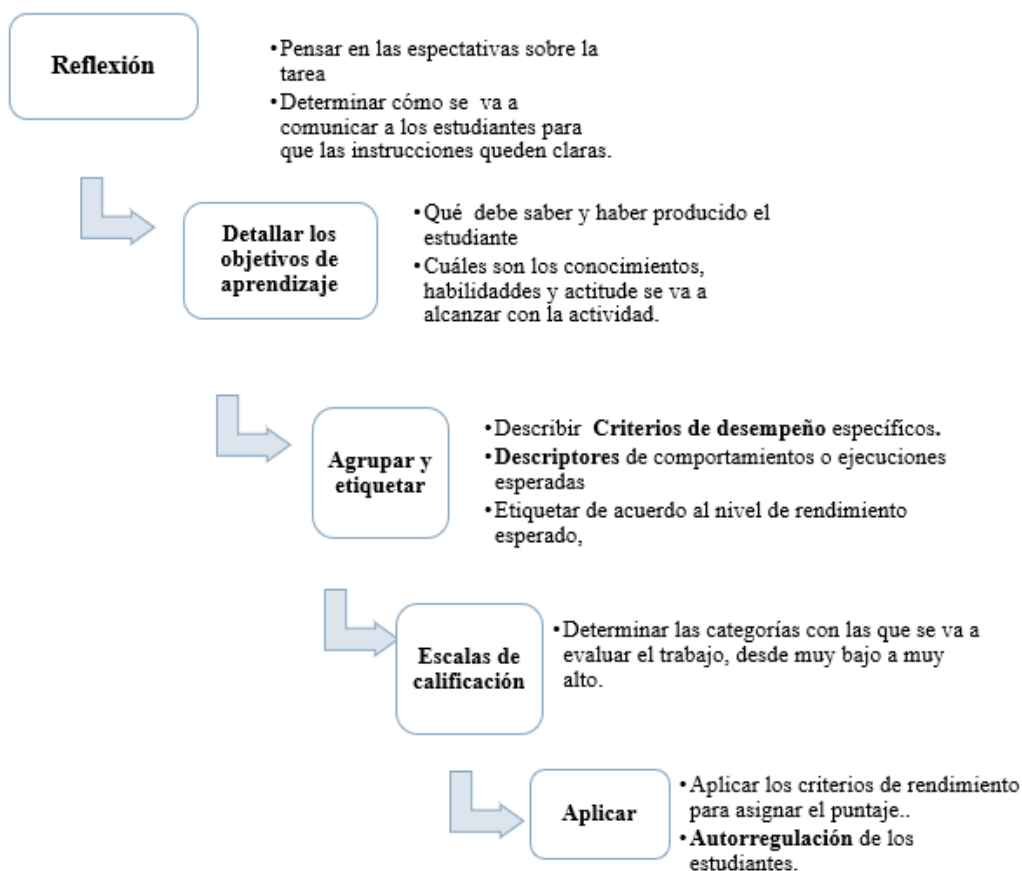 Reflexión
•Pensar en las espectativas sobre la
tarea
•Determinar cómo se va a
comunicar a los estudiantes para
que las instrucciones queden claras.
Detallar los
objetivos de
aprendizaje
•Qué debe saber y haber producido el
estudiante
•Cuáles son los conocimientos,
habilidaddes y actitude se va a
alcanzar con la actividad.
Agrupar y
etiquetar
•Describir Criterios de desempeño específicos.
•Descriptores de comportamientos o ejecuciones
esperadas
•Etiquetar de acuerdo al nivel de rendimiento
esperado,
Escalas de
calificación
•Determinar las categorías con las que se va a
evaluar el trabajo, desde muy bajo a muy
alto.
Aplicar
•Aplicar los criterios de rendimiento
para asignar el puntaje..
•Autorregulación de los
estudiantes.